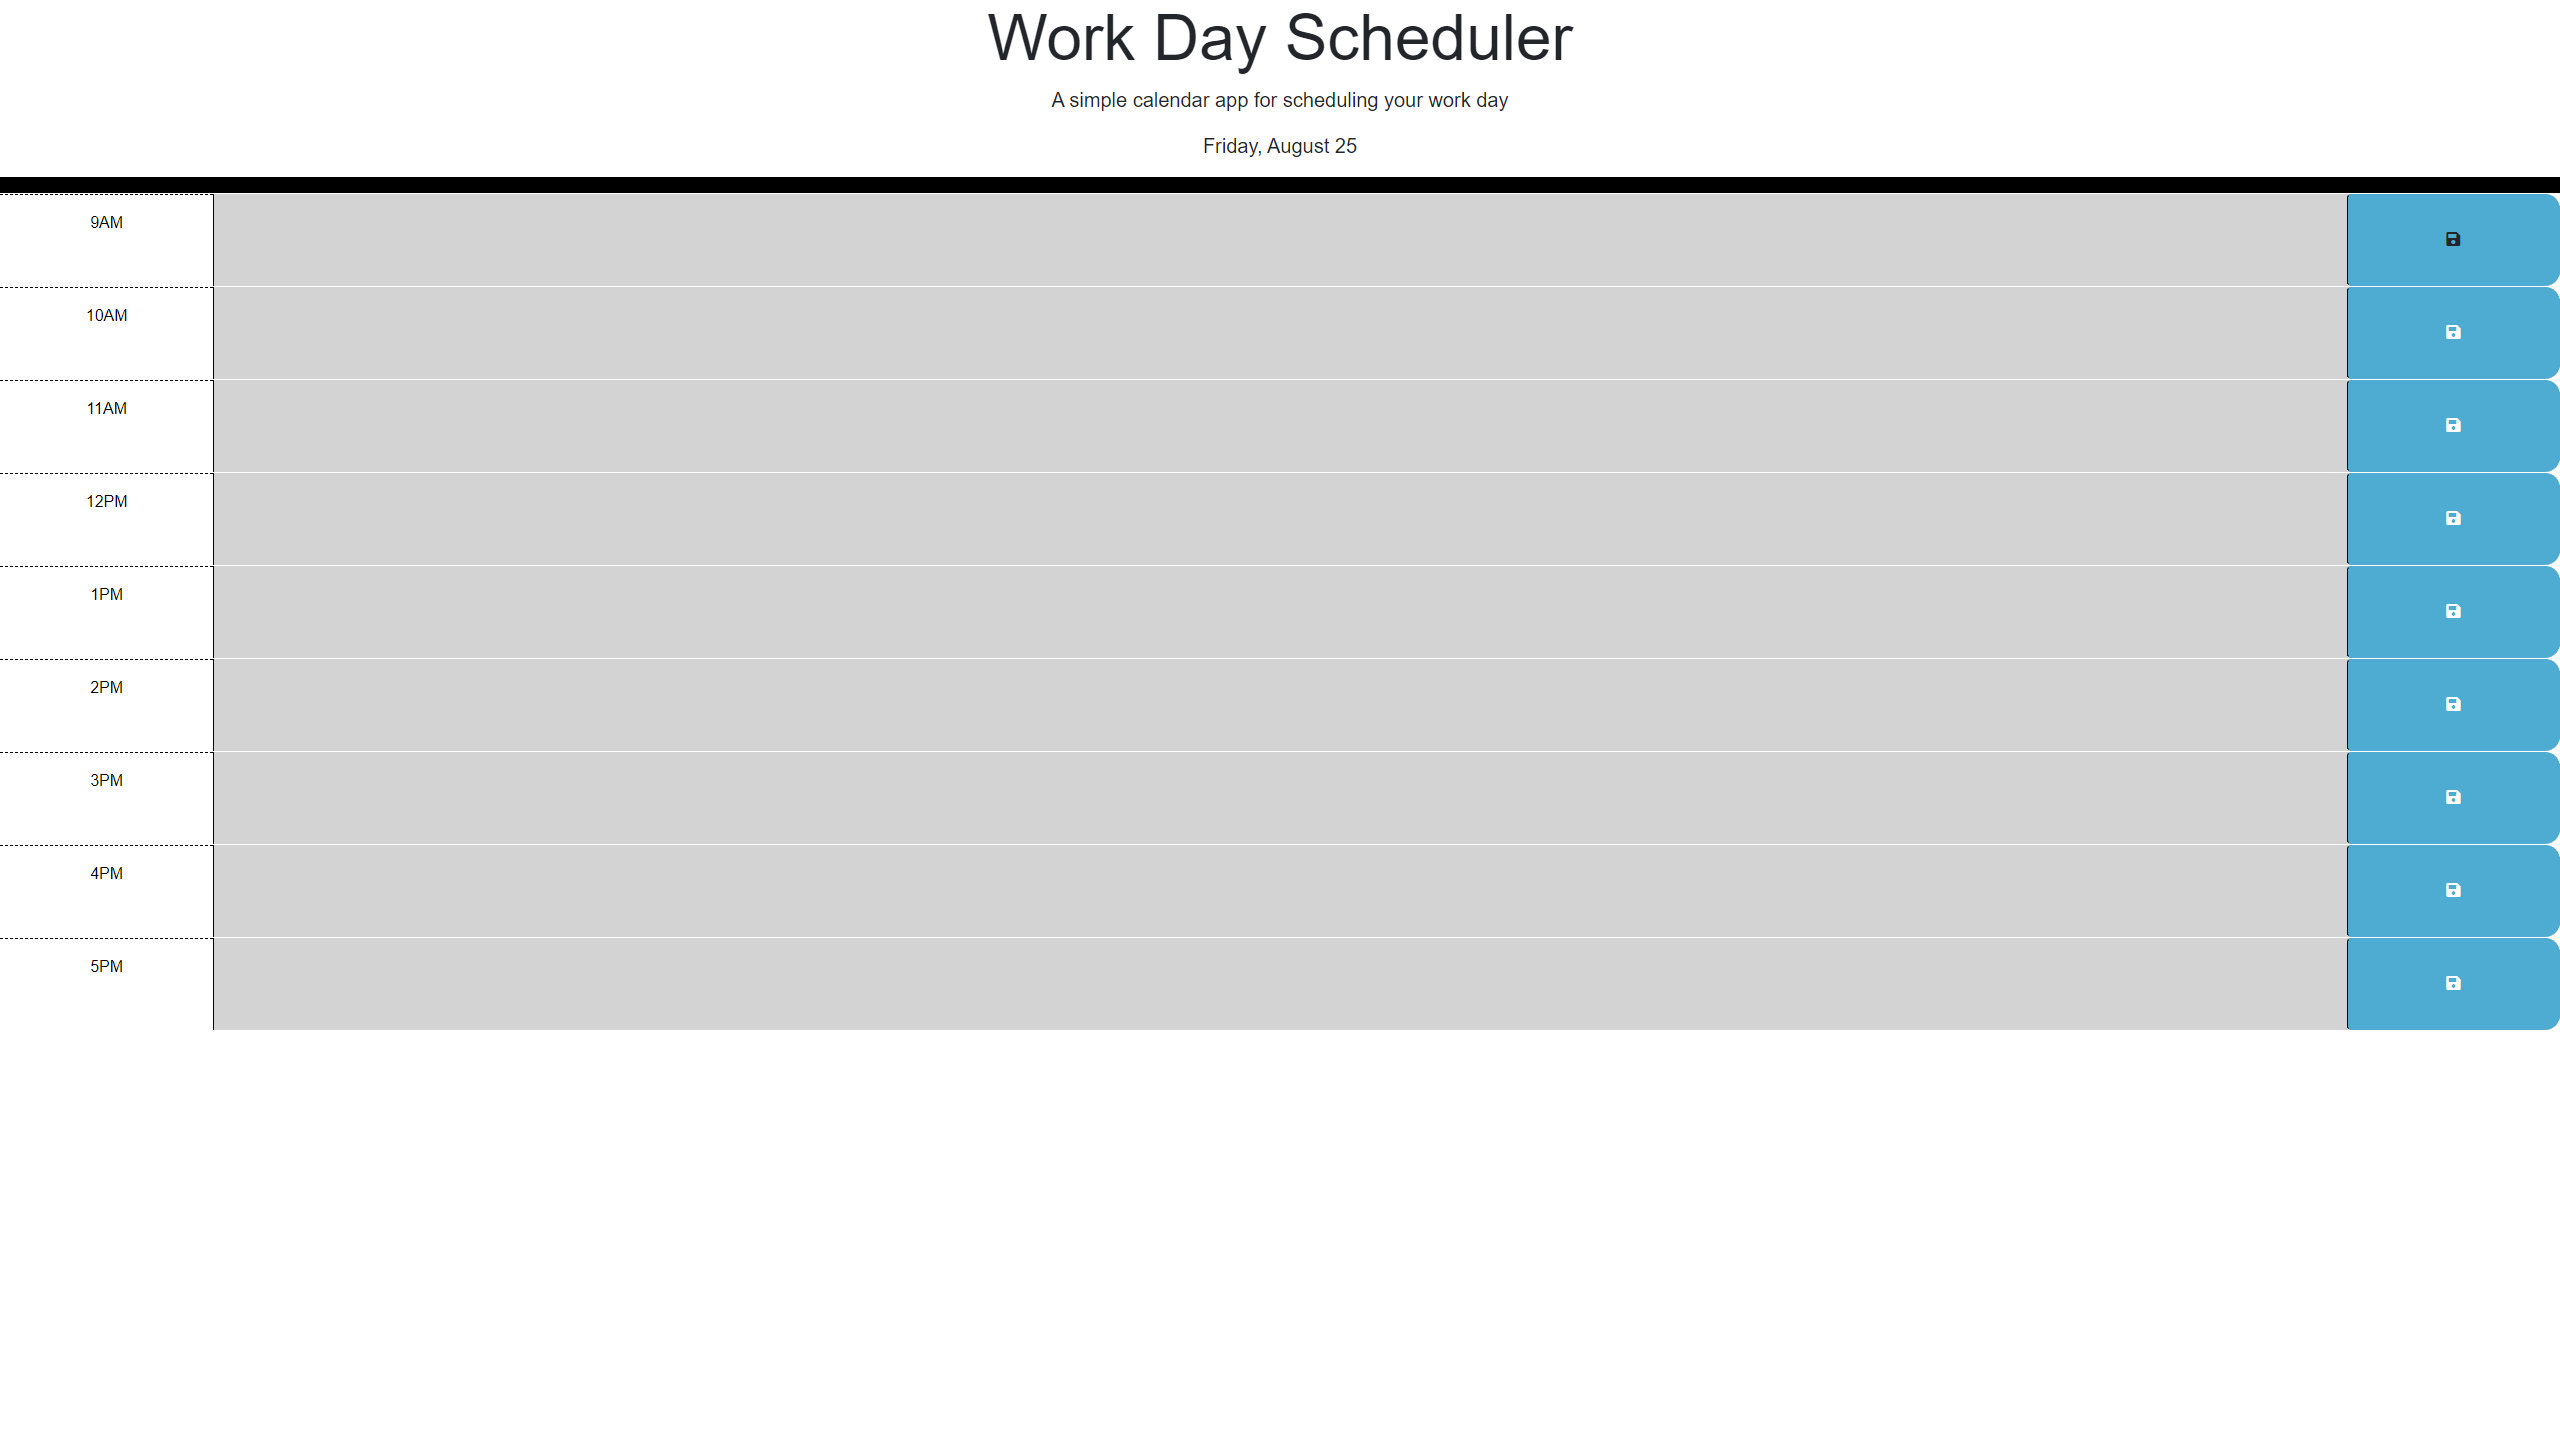 Work Day Scheduler
A simple calendar app for scheduling your work day
Friday, August 25
9AM
10AM
11AM
12PM
1PM
2PM
3PM
4PM
5PM